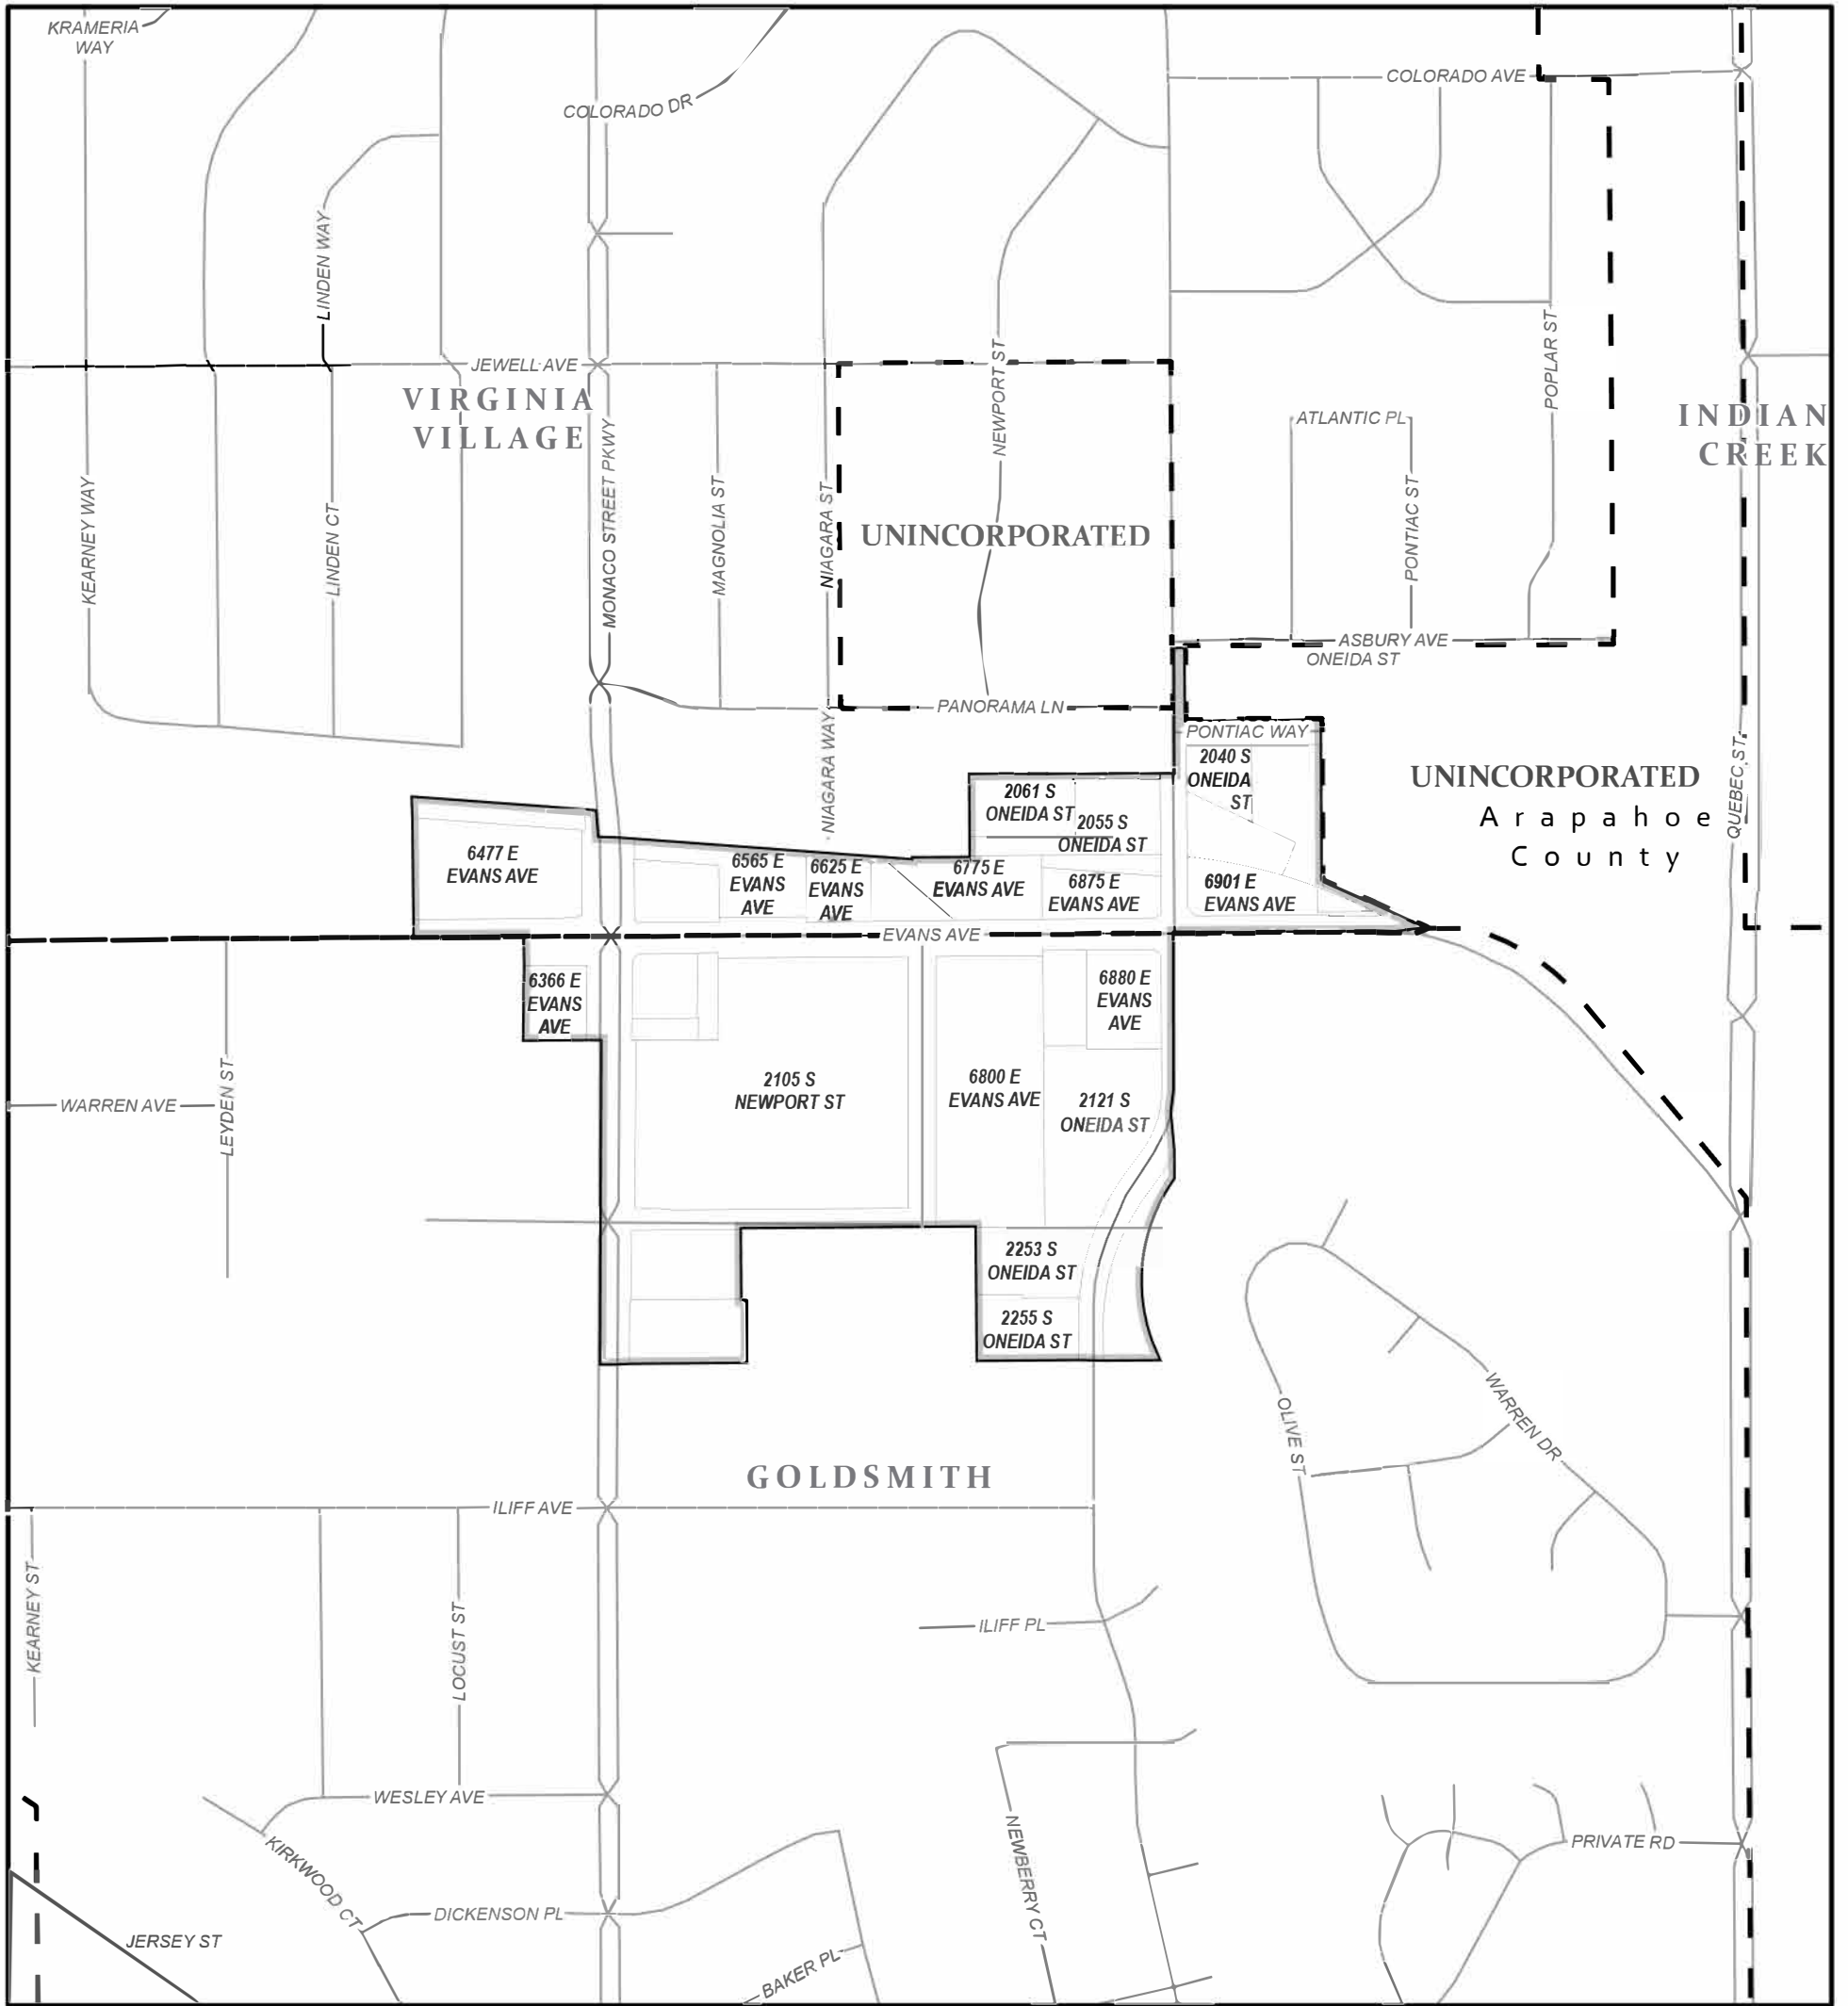 KRAMERIA
WAY
COLORADO DR
COLORADO AVE
LINDEN WAY
JEWELL AVE
VIRGINIA
VILLAGE
NEWPORT ST
POPLAR ST
ATLANTIC PL
INDIAN
CREEK
KEARNEY WAY
LINDEN CT
MONACO STREET PKWY
MAGNOLIA ST
NIAGARA ST
UNINCORPORATED
PONTIAC ST
ASBURY AVE
ONEIDA ST
PANORAMA LN
PONTIAC WAY
NIAGARA WAY
2040 S
ONEIDA
ST
UNINCORPORATED
Arapahoe
County
QUEBEC ST
2061 S
ONEIDA ST
2055 S
ONEIDA ST
6477 E
EVANS AVE
6565 E
EVANS
AVE
6625 E
EVANS
AVE
6775 E
EVANS AVE
6875 E
EVANS AVE
6901 E
EVANS AVE
EVANS AVE
6366 E
EVANS
AVE
6880 E
EVANS
AVE
2105 S
NEWPORT ST
6800 E
EVANS AVE
2121 S
ONEIDA ST
WARREN AVE
LEYDEN ST
2253 S
ONEIDA ST
2255 S
ONEIDA ST
OLIVE ST
WARREN DR
GOLDSMITH
ILIFF AVE
KEARNEY ST
LOCUST ST
ILIFF PL
WESLEY AVE
KIRKWOOD CT
NEWBERRY CT
PRIVATE RD
DICKENSON PL
JERSEY ST
BAKER PL